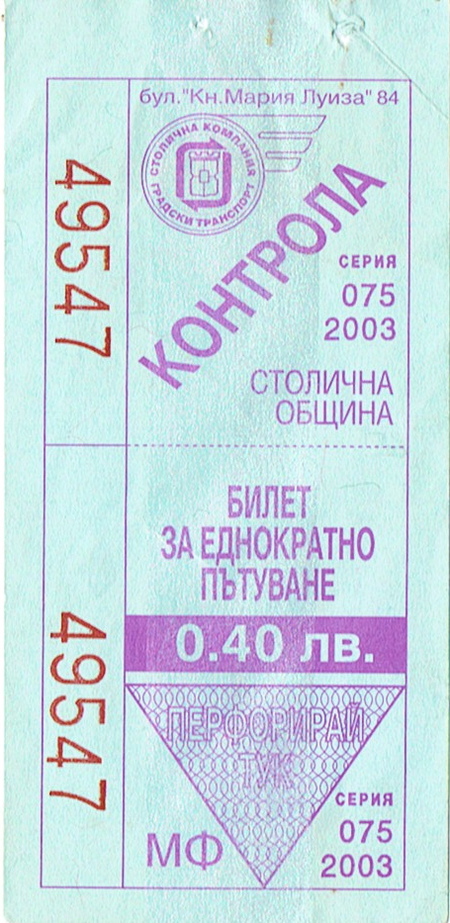 бул."Кн.Мария Луиза" 84
СТОЛИЧНА КОМПАНИЯ
ГРАДСКИ ТРАНСПОРТ
КОНТРОЛА
49547
СЕРИЯ
075
2003
СТОЛИЧНА
ОБЩИНА
БИЛЕТ
ЗА ЕДНОКРАТНО
ПЪТУВАНЕ
0.40 ЛВ.
49547
ПЕРФОРИРАЙ
ТУК
СЕРИЯ
075
2003
МФ